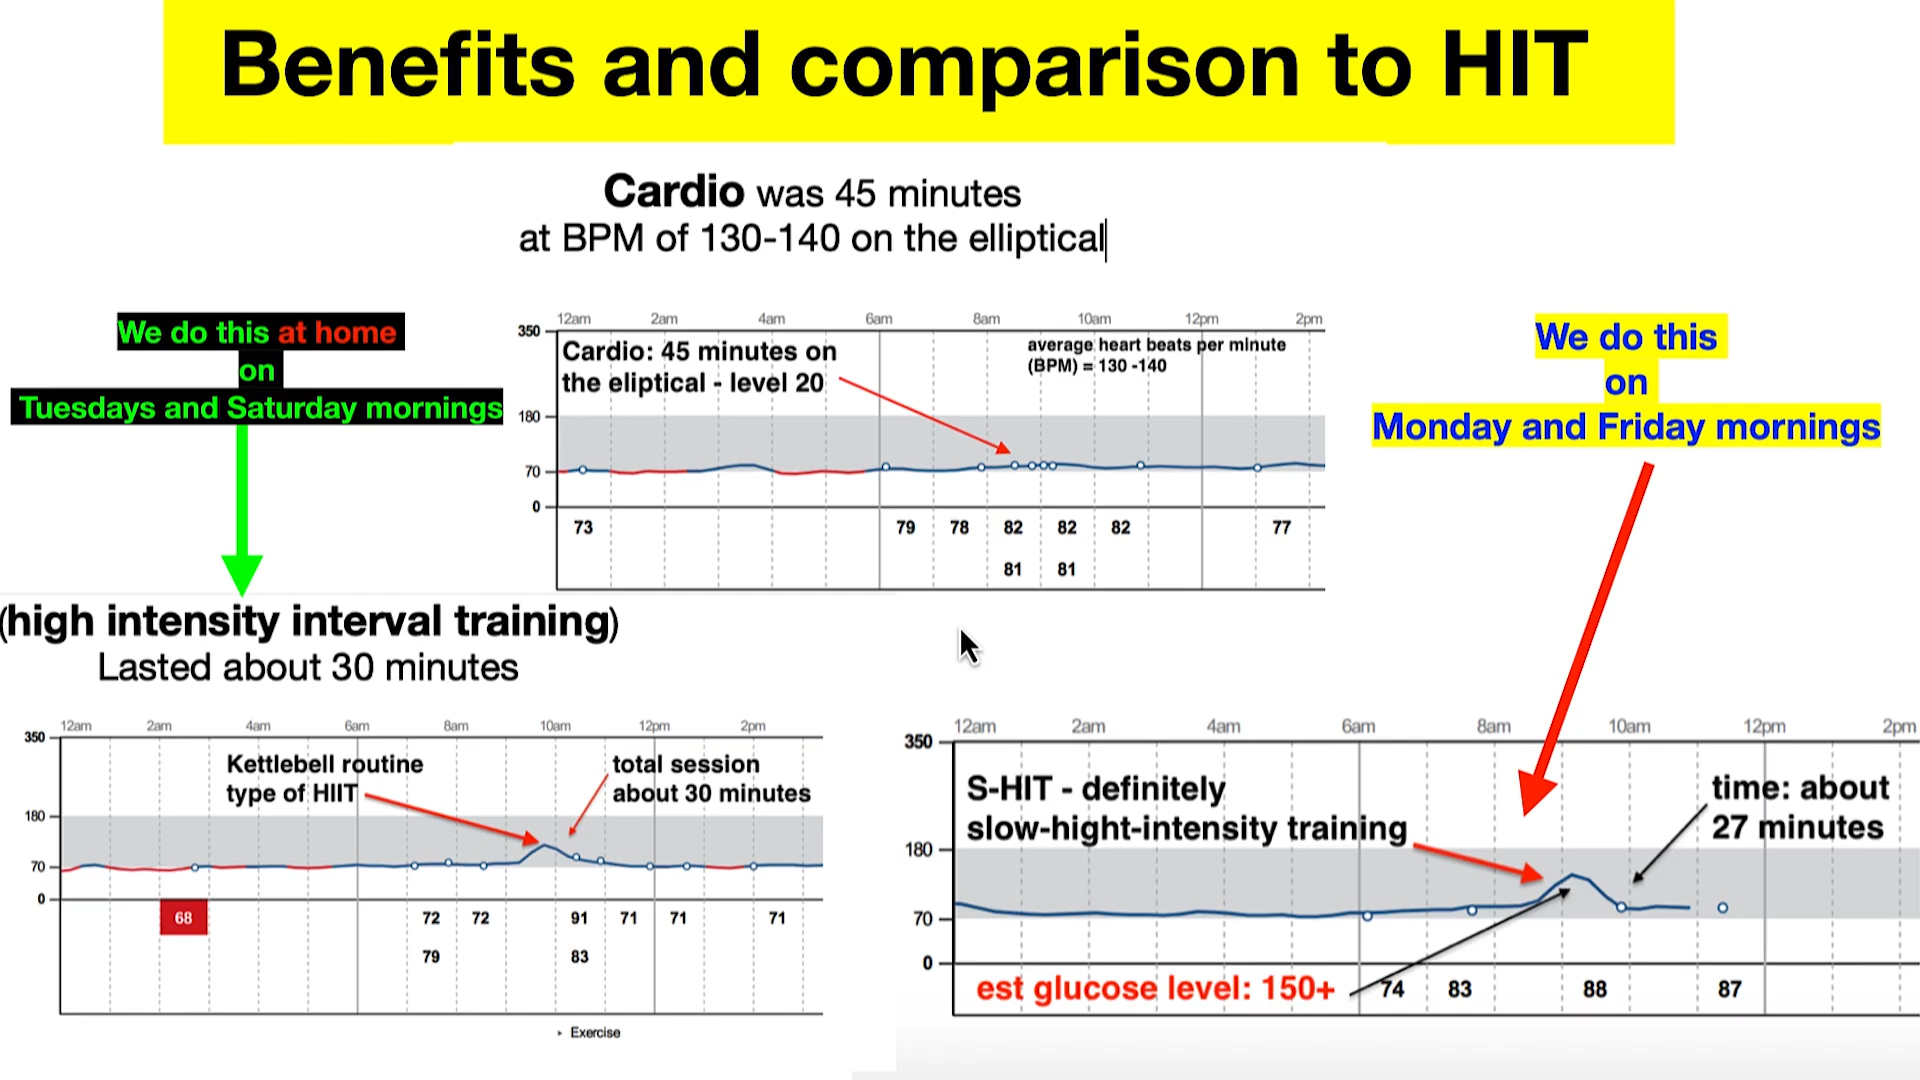 Benefits and comparison to HIT
Cardio was 45 minutes
at BPM of 130-140 on the elliptical
We do this at home
on
Tuesdays and Saturday mornings
12am 2am 4am 6am 8am 10am 12pm 2pm
350
Cardio: 45 minutes on
the eliptical - level 20
average heart beats per minute
(BPM) = 130 -140
180
70
0
73 79 78 82 82 82 77
81 81
We do this
on
Monday and Friday mornings
(high intensity interval training)
Lasted about 30 minutes
12am 2am 4am 6am 8am 10am 12pm 2pm
350
Kettlebell routine
type of HIIT
total session
about 30 minutes
180
70
0
68 72 72 91 71 71 71
79 83
Exercise
12am 2am 4am 6am 8am 10am 12pm 2pm
350
S-HIT - definitely
slow-hight-intensity training
time: about
27 minutes
180
70
0
est glucose level: 150+
74 83 88 87